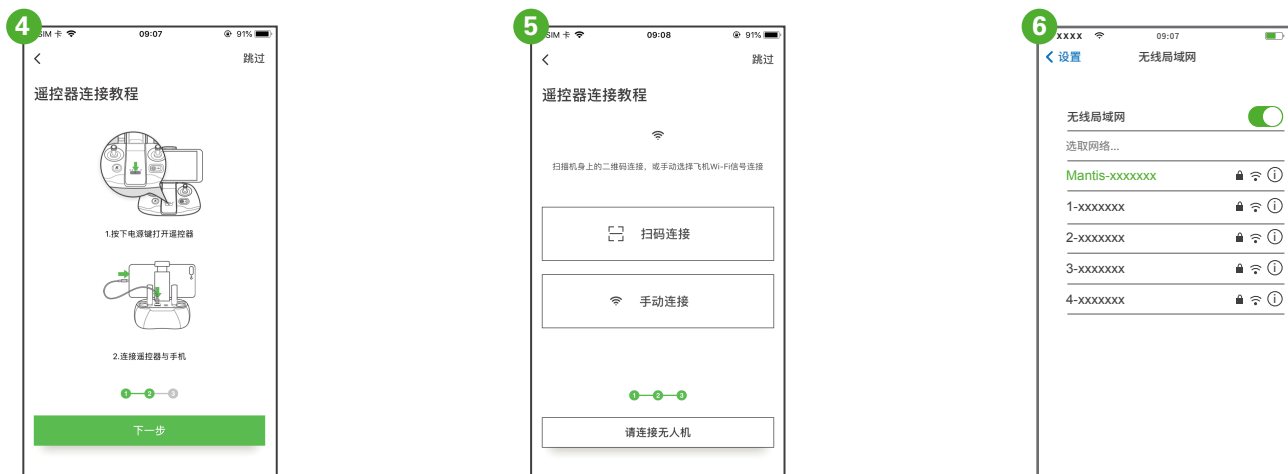 4
SIM 卡 09:07 91%
跳过
遥控器连接教程
1.按下电源键打开遥控器
2.连接遥控器与手机
1 2 3
下一步
5
SIM 卡 09:08 91%
跳过
遥控器连接教程
扫描机身上的二维码连接，或手动选择飞机Wi-Fi信号连接
扫码连接
手动连接
1 2 3
请连接无人机
6
xxxx 09:07
设置 无线局域网
无线局域网
选取网络...
Mantis-xxxxxxx
1-xxxxxxx
2-xxxxxxx
3-xxxxxxx
4-xxxxxxx